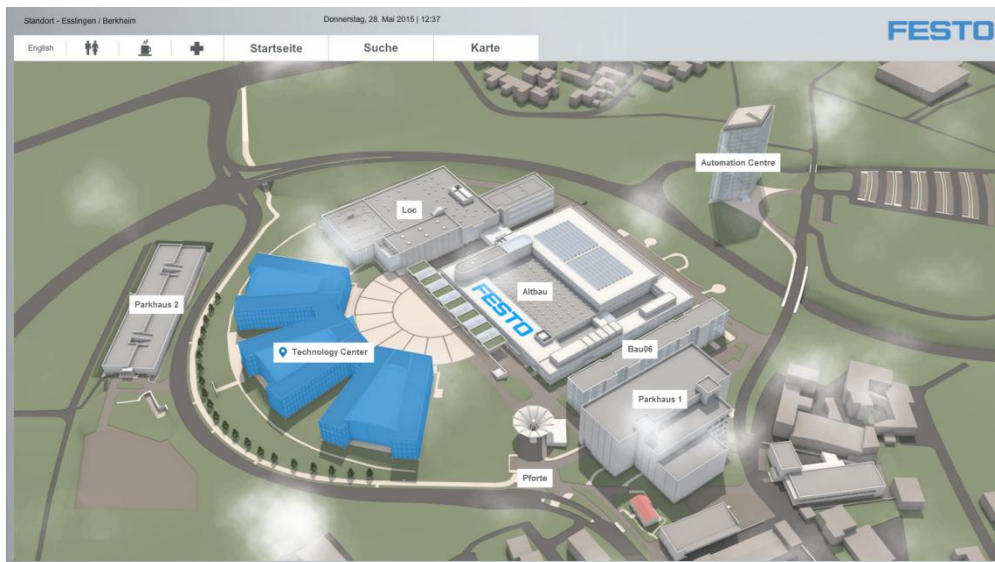 Standort - Esslingen / Berkheim
Donnerstag, 28. Mai 2015 | 12:37
FESTO
English
Startseite
Suche
Karte
Automation Centre
Loc
Altbau
FESTO
Parkhaus 2
Technology Center
Bau06
Parkhaus 1
Pforte